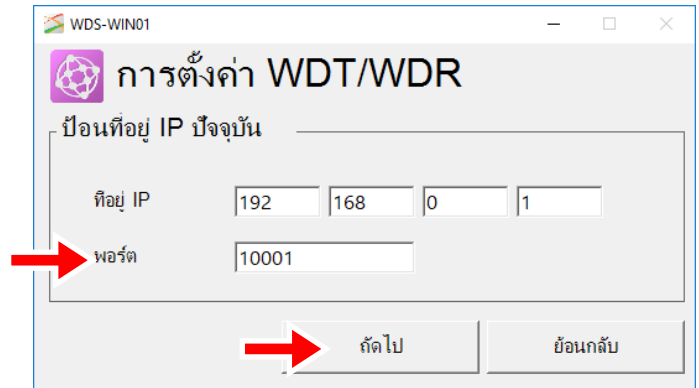 WDS-WIN01
การตั้งค่า WDT/WDR
ป้อนที่อยู่ IP ปัจจุบัน
ที่อยู่ IP 192 168 0 1
พอร์ต 10001
ถัดไป ย้อนกลับ